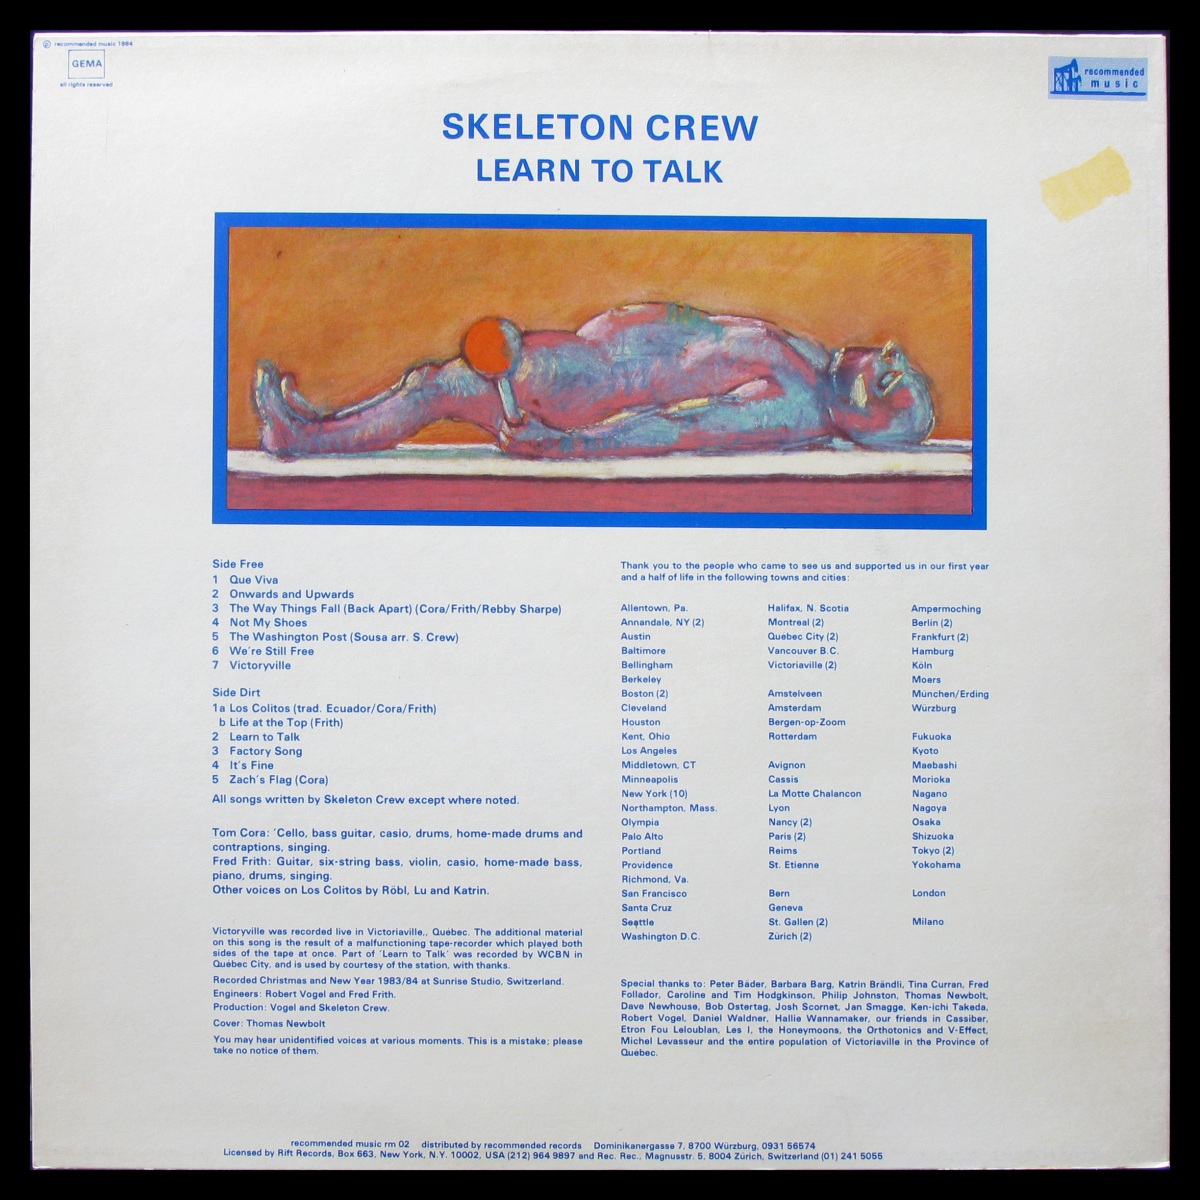 ℗ recommended music 1984
GEMA
all rights reserved
recommended
music
SKELETON CREW
LEARN TO TALK
Side Free
1 Que Viva
2 Onwards and Upwards
3 The Way Things Fall (Back Apart) (Cora/Frith/Rebby Sharpe)
4 Not My Shoes
5 The Washington Post (Sousa arr. S. Crew)
6 We're Still Free
7 Victoryville
Side Dirt
1a Los Colitos (trad. Ecuador/Cora/Frith)
b Life at the Top (Frith)
2 Learn to Talk
3 Factory Song
4 It's Fine
5 Zach's Flag (Cora)
All songs written by Skeleton Crew except where noted.
Tom Cora: 'Cello, bass guitar, casio, drums, home-made drums and
contraptions, singing.
Fred Frith: Guitar, six-string bass, violin, casio, home-made bass,
piano, drums, singing.
Other voices on Los Colitos by Röbl, Lu and Katrin.
Victoryville was recorded live in Victoriaville,, Québec. The additional material
on this song is the result of a malfunctioning tape-recorder which played both
sides of the tape at once. Part of 'Learn to Talk' was recorded by WCBN in
Québec City, and is used by courtesy of the station, with thanks.
Recorded Christmas and New Year 1983/84 at Sunrise Studio, Switzerland.
Engineers: Robert Vogel and Fred Frith.
Production: Vogel and Skeleton Crew.
Cover: Thomas Newbolt
You may hear unidentified voices at various moments. This is a mistake; please
take no notice of them.
Thank you to the people who came to see us and supported us in our first year
and a half of life in the following towns and cities:
Allentown, Pa.
Annandale, NY (2)
Austin
Baltimore
Bellingham
Berkeley
Boston (2)
Cleveland
Houston
Kent, Ohio
Los Angeles
Middletown, CT
Minneapolis
New York (10)
Northampton, Mass.
Olympia
Palo Alto
Portland
Providence
Richmond, Va.
San Francisco
Santa Cruz
Seattle
Washington D.C.
Halifax, N. Scotia
Montreal (2)
Québec City (2)
Vancouver B.C.
Victoriaville (2)
Amstelveen
Amsterdam
Bergen-op-Zoom
Rotterdam
Avignon
Cassis
La Motte Chalancon
Lyon
Nancy (2)
Paris (2)
Reims
St. Etienne
Bern
Geneva
St. Gallen (2)
Zürich (2)
Ampermoching
Berlin (2)
Frankfurt (2)
Hamburg
Köln
Moers
München/Erding
Würzburg
Fukuoka
Kyoto
Maebashi
Morioka
Nagano
Nagoya
Osaka
Shizuoka
Tokyo (2)
Yokohama
London
Milano
Special thanks to: Peter Bäder, Barbara Barg, Katrin Brändli, Tina Curran, Fred
Follador, Caroline and Tim Hodgkinson, Philip Johnston, Thomas Newbolt,
Dave Newhouse, Bob Ostertag, Josh Scornet, Jan Smagge, Ken-ichi Takeda,
Robert Vogel, Daniel Waldner, Hallie Wannamaker, our friends in Cassiber,
Etron Fou Leloublan, Les I, the Honeymoons, the Orthotonics and V-Effect,
Michel Levasseur and the entire population of Victoriaville in the Province of
Québec.
recommended music rm 02 distributed by recommended records Dominikanergasse 7, 8700 Würzburg, 0931 56574
Licensed by Rift Records, Box 663, New York, N.Y. 10002, USA (212) 964 9897 and Rec. Rec., Magnusstr. 5, 8004 Zürich, Switzerland (01) 241 5055